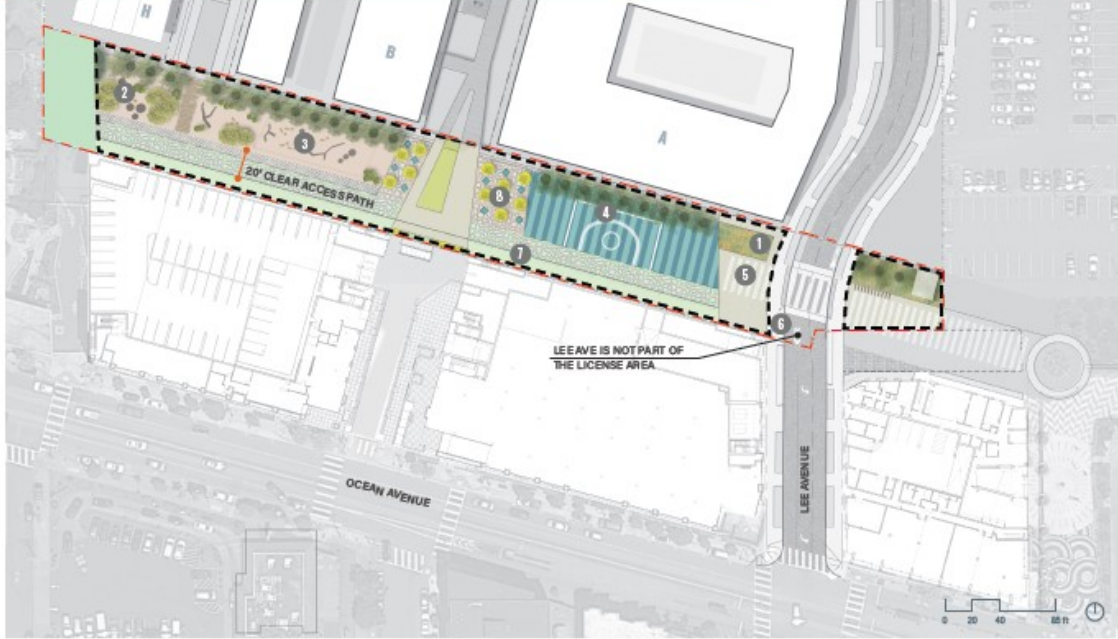 H
B
A
2
3
20' CLEAR ACCESS PATH
8
4
1
7
5
6
LEE AVE IS NOT PART OF
THE LICENSE AREA
OCEAN AVENUE
LEE AVENUE
0 20 40 85 ft